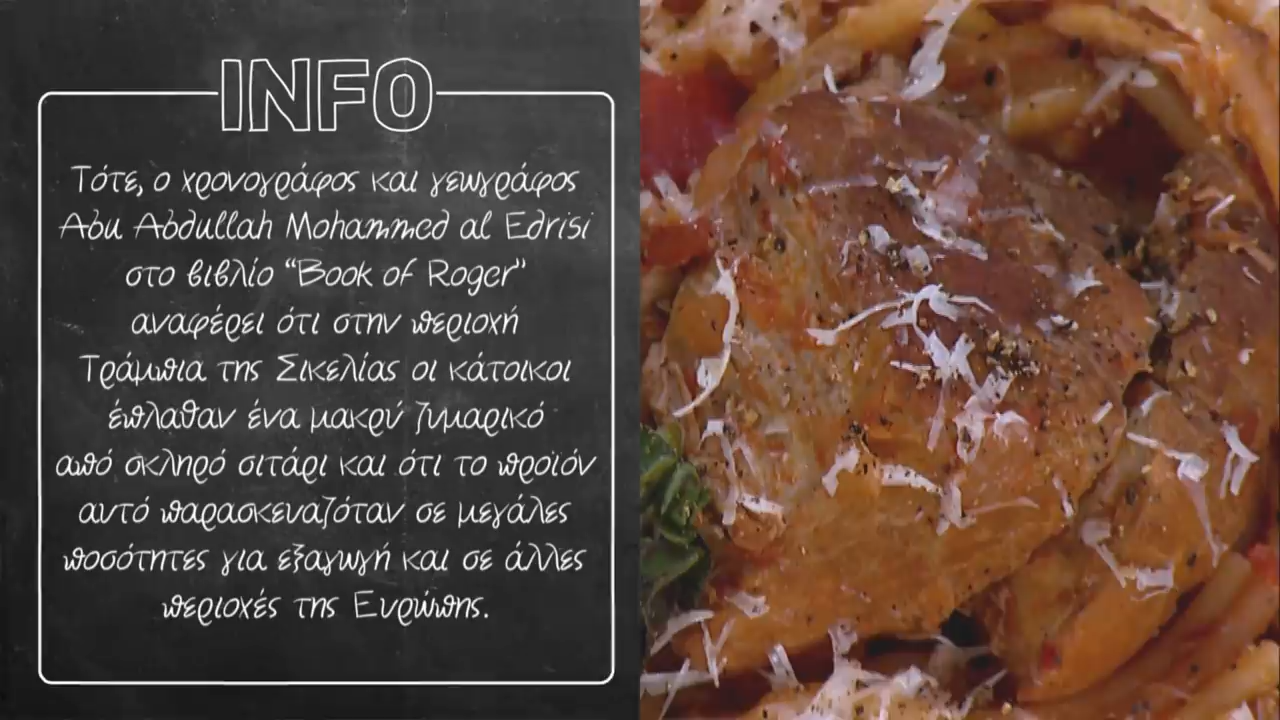 INFO
Τότε, ο χρονογράφος και γεωγράφος
Abu Abdullah Mohammed al Edrisi
στο βιβλίο “Book of Roger”
αναφέρει ότι στην περιοχή
Τράμπια της Σικελίας οι κάτοικοι
έπλαθαν ένα μακρύ ζυμαρικό
από σκληρό σιτάρι και ότι το προϊόν
αυτό παρασκευαζόταν σε μεγάλες
ποσότητες για εξαγωγή και σε άλλες
περιοχές της Ευρώπης.